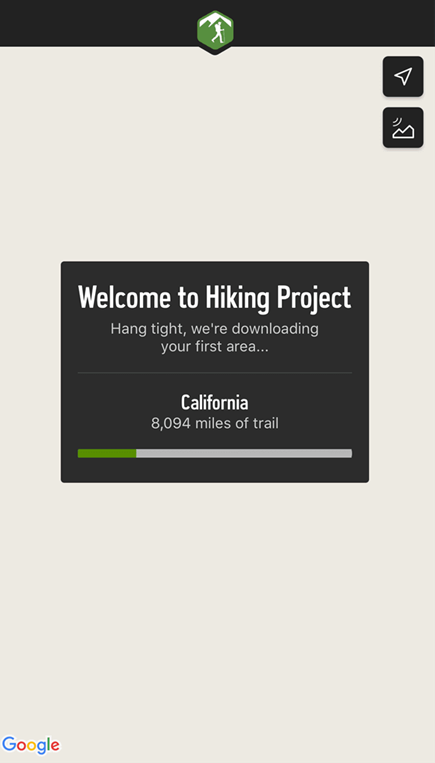 Welcome to Hiking Project
Hang tight, we're downloading
your first area...
California
8,094 miles of trail
Google